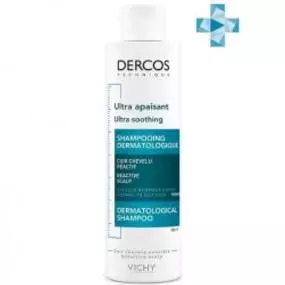 DERCOS
TECHNIQUE
Ultra apaisant
Ultra soothing
SHAMPOOING
DERMATOLOGIQUE
CUIR CHEVELU
RÉACTIF
REACTIVE
SCALP
DERMATOLOGICAL
SHAMPOO
VICHY